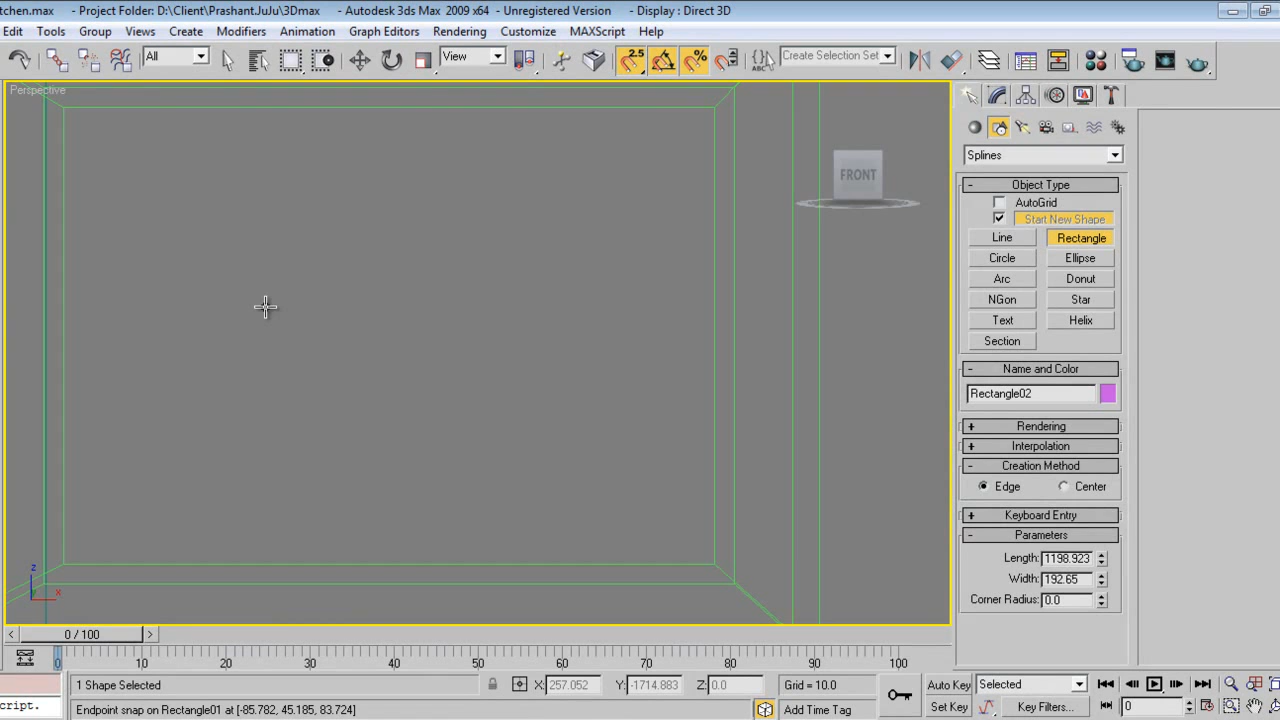 tchen.max    - Project Folder: D:\Client\Prashant.JuJu\3Dmax    - Autodesk 3ds Max  2009 x64  - Unregistered Version    - Display : Direct 3D
Edit Tools Group Views Create Modifiers Animation Graph Editors Rendering Customize MAXScript Help
All View 2.5 % ABC Create Selection Set
Perspective
FRONT
Splines
- Object Type
AutoGrid
Start New Shape
Line Rectangle
Circle Ellipse
Arc Donut
NGon Star
Text Helix
Section
- Name and Color
Rectangle02
+ Rendering
+ Interpolation
- Creation Method
Edge Center
+ Keyboard Entry
- Parameters
Length: 1198.923
Width: 192.65
Corner Radius: 0.0
z
x
< 0 / 100 >
0 10 20 30 40 50 60 70 80 90 100
1 Shape Selected X: 257.052 Y: -1714.883 Z: 0.0 Grid = 10.0 Auto Key Selected
cript. Endpoint snap on Rectangle01 at [-85.782, 45.185, 83.724] Add Time Tag Set Key Key Filters... 0